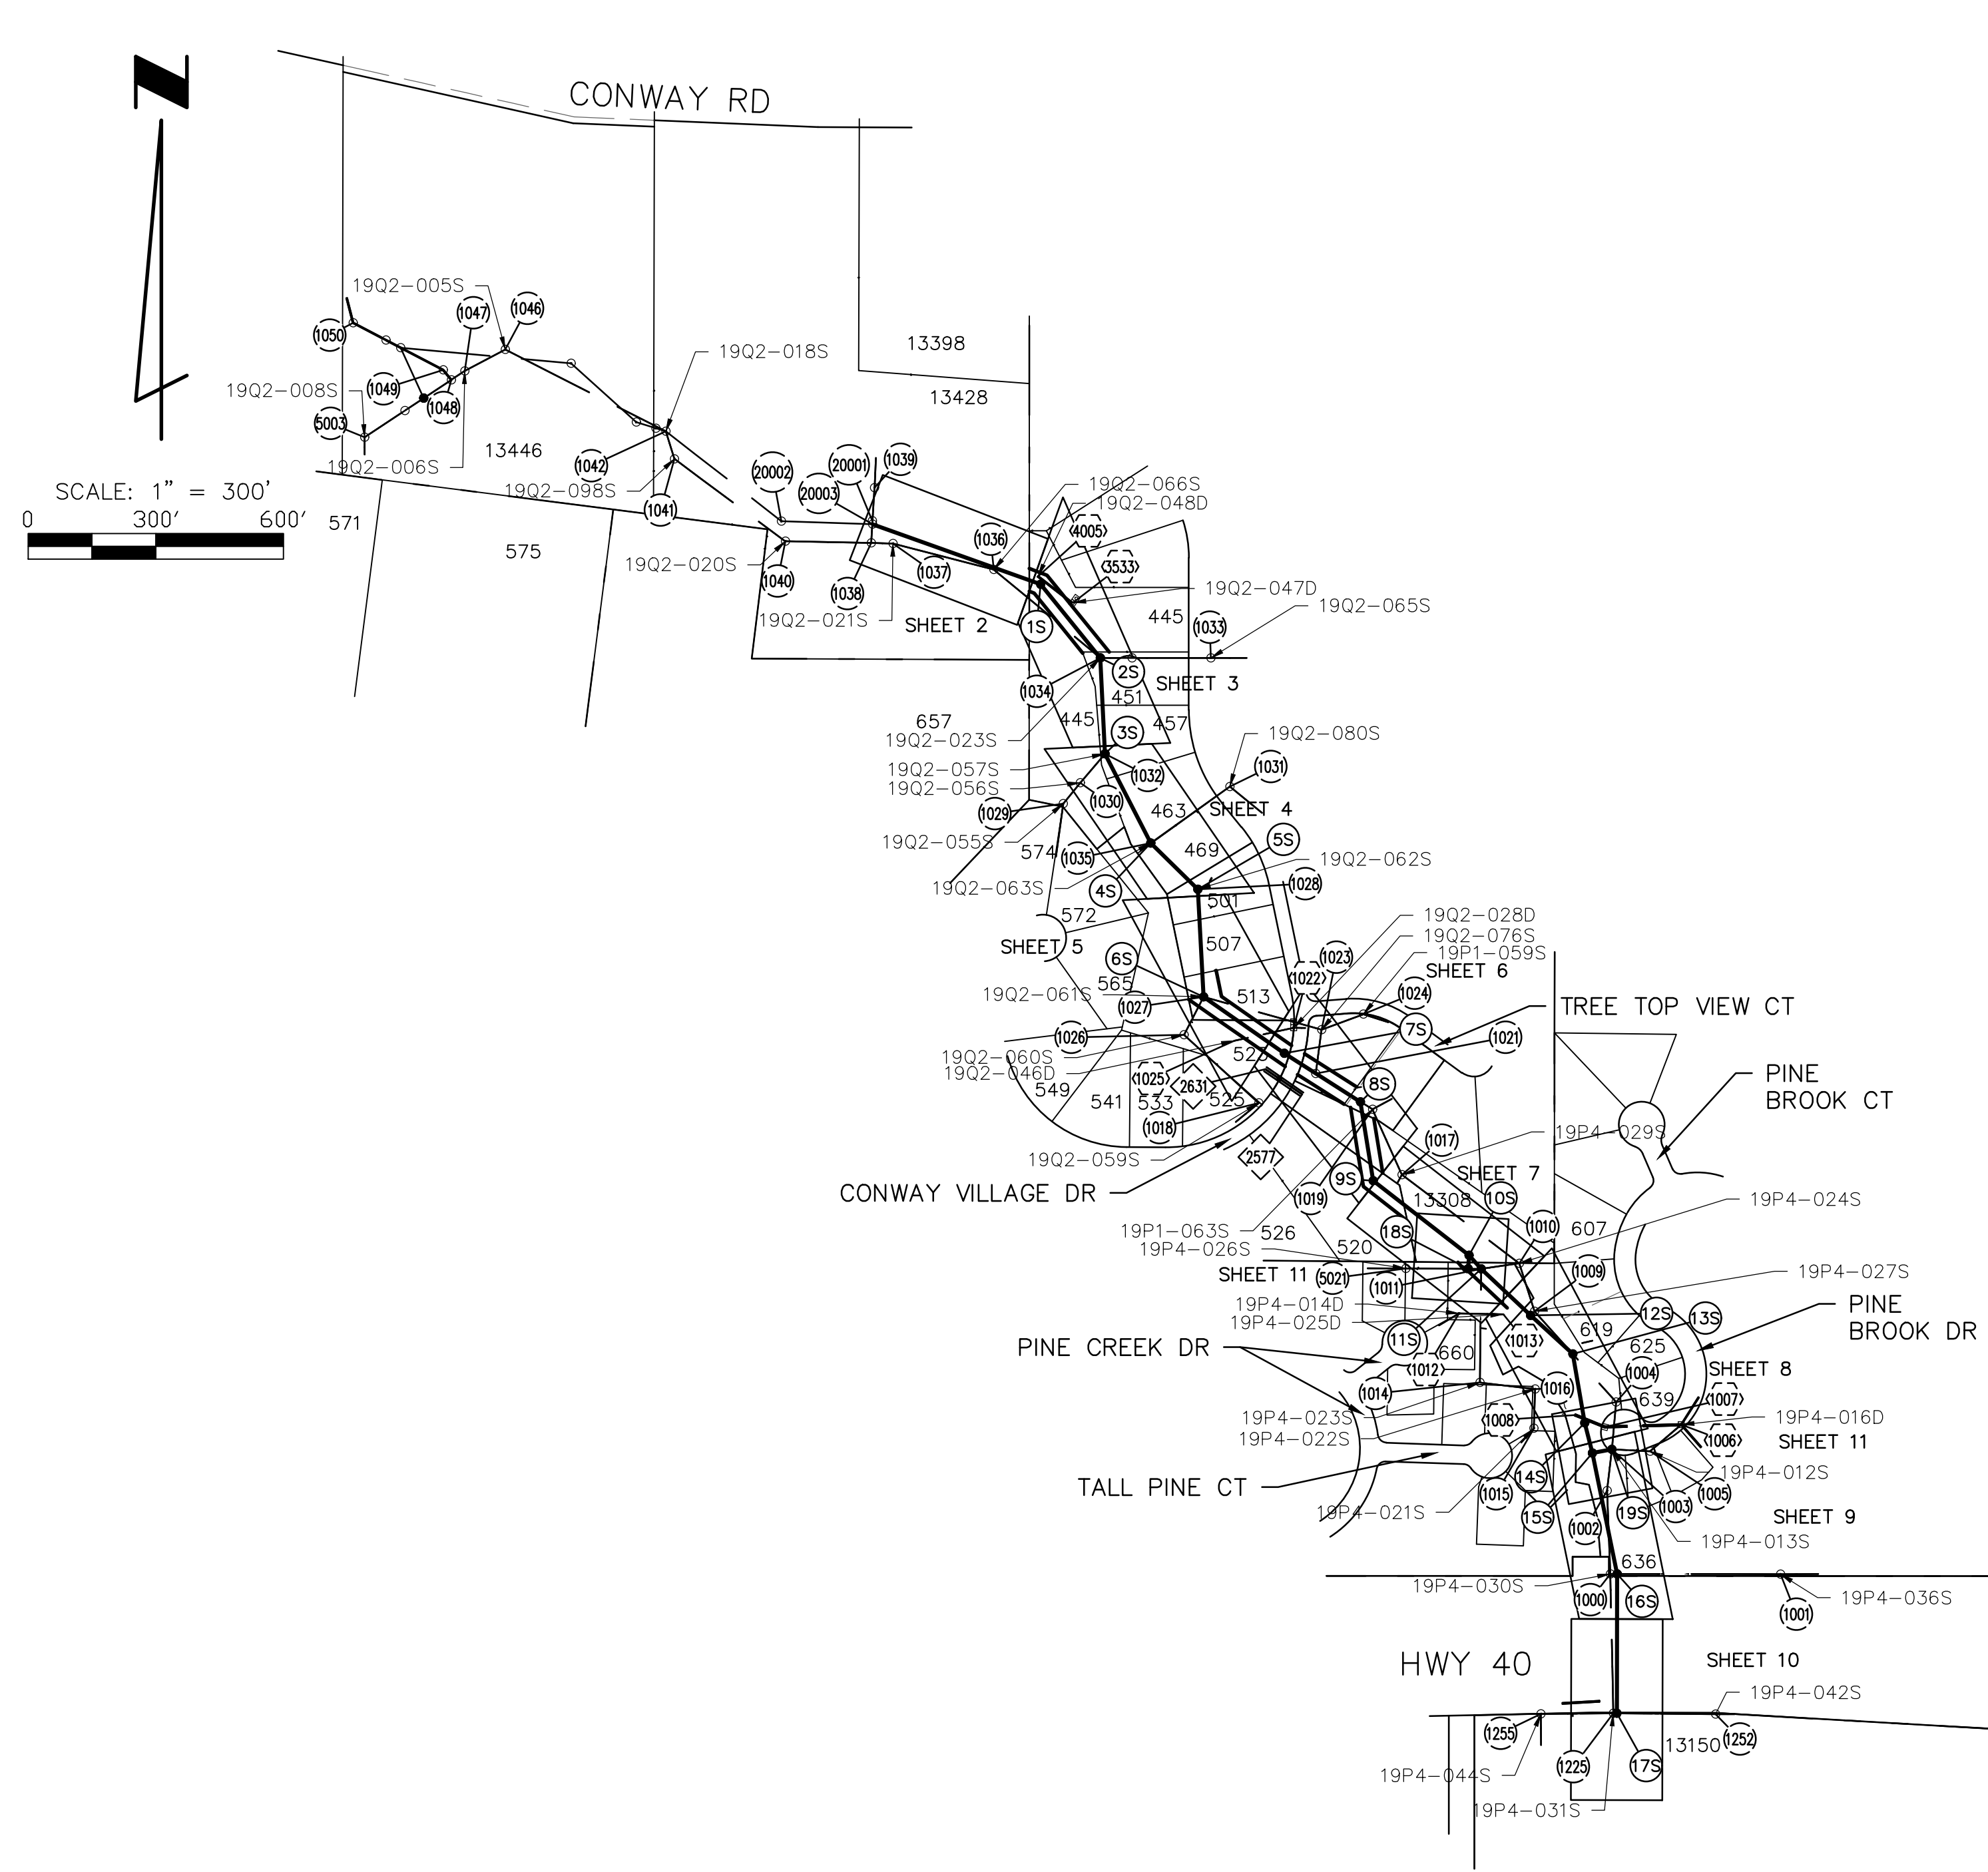 CONWAY RD
19Q2-005S
1047
1046
1050
19Q2-018S
13398
1049
19Q2-008S
13428
1048
5003
13446
19Q2-006S
1042
20002
20001
1039
20003
SCALE: 1" = 300'
19Q2-098S
19Q2-066S
19Q2-048D
0
300'
600'
571
1041
4005
1036
575
19Q2-020S
1040
1037
3533
1038
19Q2-047D
19Q2-065S
19Q2-021S
SHEET 2
1S
445
1033
2S
SHEET 3
1034
451
657
445
457
19Q2-023S
3S
19Q2-080S
19Q2-057S
1032
1031
19Q2-056S
1030
1029
463
SHEET 4
19Q2-055S
574
5S
1035
469
19Q2-062S
19Q2-063S
4S
1028
501
572
19Q2-028D
SHEET 5
507
19Q2-076S
6S
1023
19P1-059S
SHEET 6
565
1022
19Q2-061S
513
1024
1027
TREE TOP VIEW CT
1026
7S
1021
19Q2-060S
523
19Q2-046D
PINE
BROOK CT
1025
2631
8S
549
541
533
525
1018
19P4-029S
1017
19Q2-059S
2577
SHEET 7
9S
CONWAY VILLAGE DR
1019
13308
10S
19P4-024S
19P1-063S
526
18S
1010
607
19P4-026S
520
SHEET 11
5021
1011
1009
19P4-027S
19P4-014D
PINE
BROOK DR
19P4-025D
12S
13S
PINE CREEK DR
11S
1013
619
660
625
1012
SHEET 8
1014
1016
1004
639
1007
19P4-023S
1008
19P4-016D
19P4-022S
1006
SHEET 11
14S
19P4-012S
TALL PINE CT
1015
1005
19P4-021S
15S
19S
1003
SHEET 9
1002
19P4-013S
636
19P4-030S
1000
16S
19P4-036S
1001
HWY 40
SHEET 10
19P4-042S
1255
1252
13150
19P4-044S
1225
17S
19P4-031S